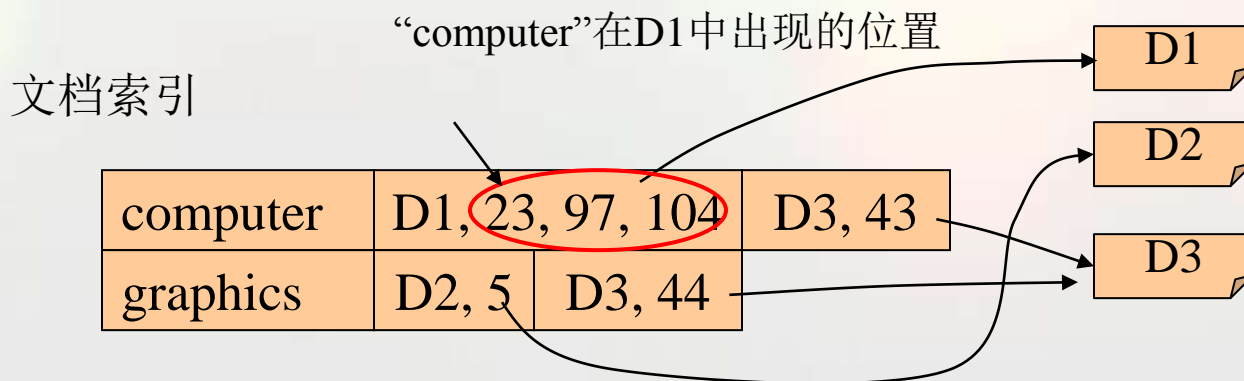 “computer”在D1中出现的位置
文档索引
D1
D2
D3
computer D1, 23, 97, 104 D3, 43
graphics D2, 5 D3, 44